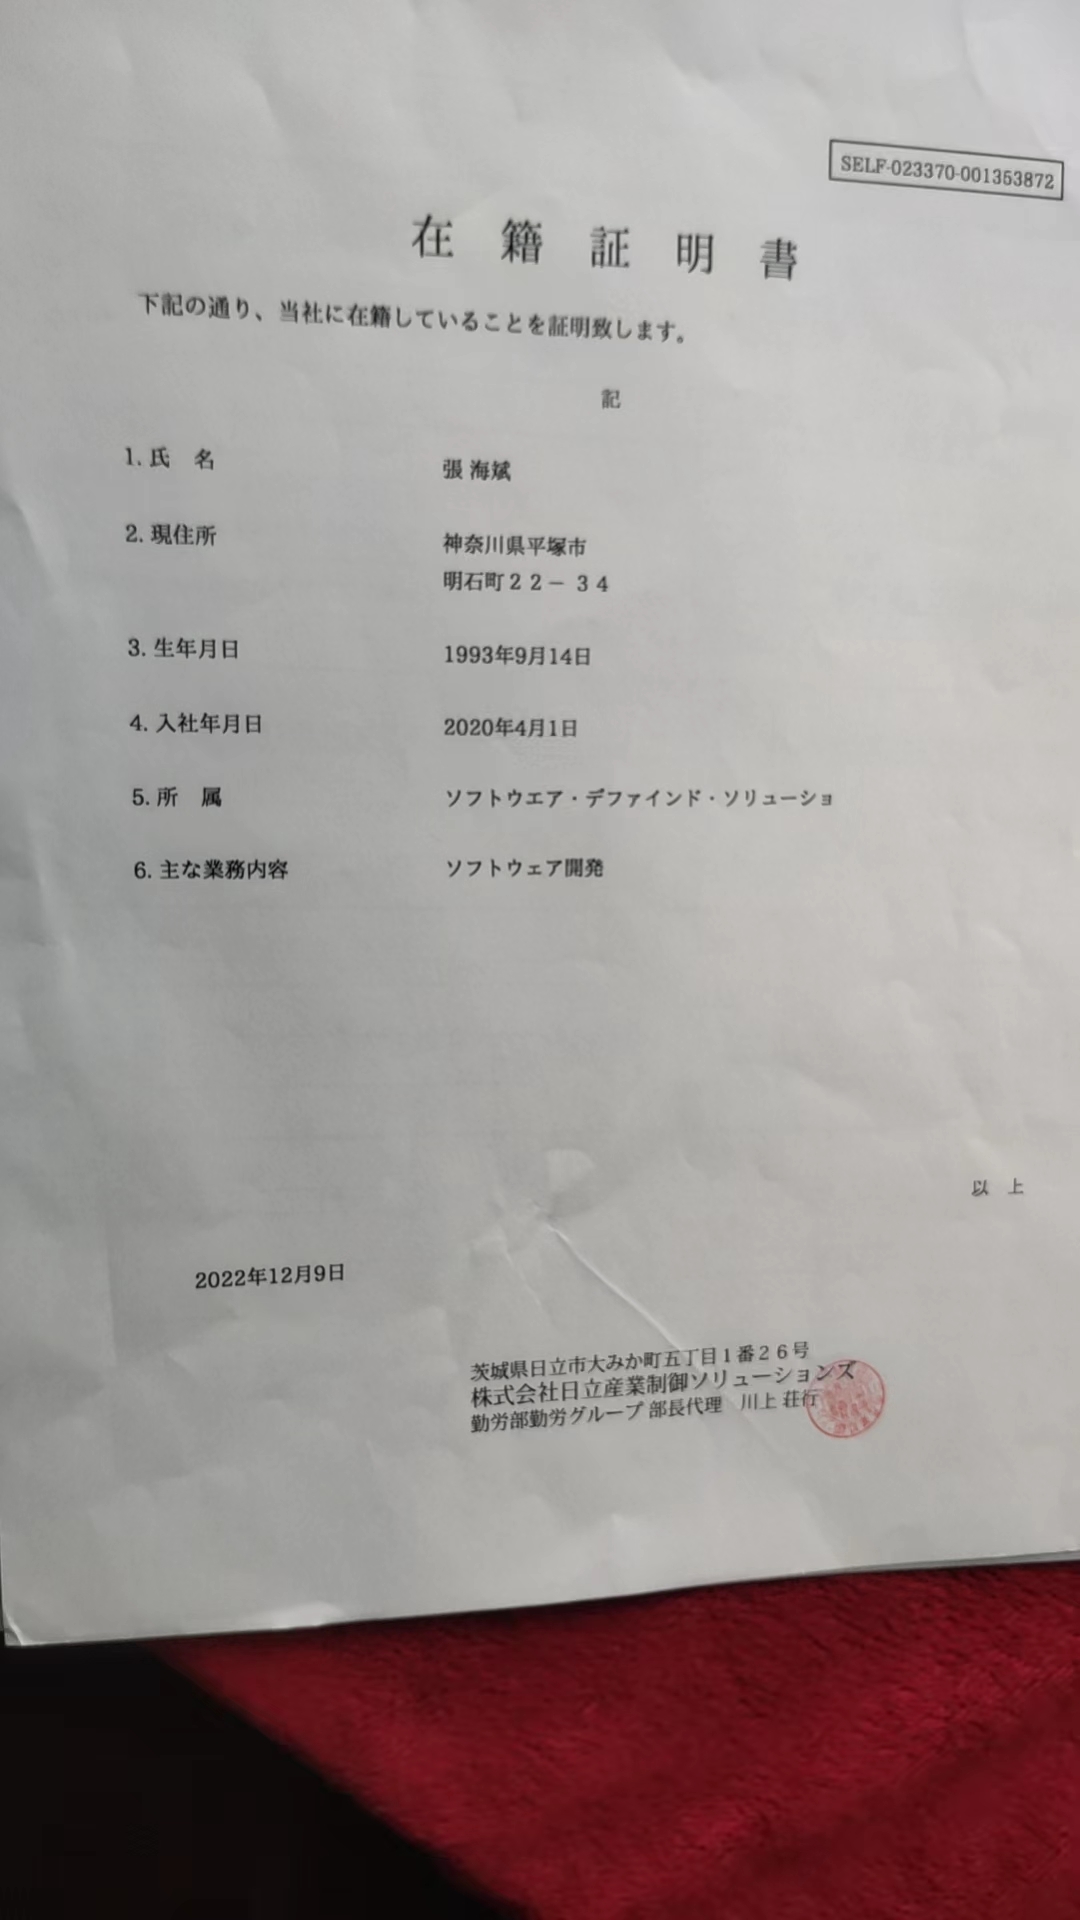 SELF-023370-001353872
在籍証明書
下記の通り、当社に在籍していることを証明致します。
記
1. 氏 名 張 海斌
2. 現住所 神奈川県平塚市
明石町22－34
3. 生年月日 1993年9月14日
4. 入社年月日 2020年4月1日
5. 所 属 ソフトウエア・デファインド・ソリューショ
6. 主な業務内容 ソフトウェア開発
以 上
2022年12月9日
茨城県日立市大みか町五丁目1番26号
株式会社日立産業制御ソリューションズ
勤労部勤労グループ 部長代理 川上 荘行